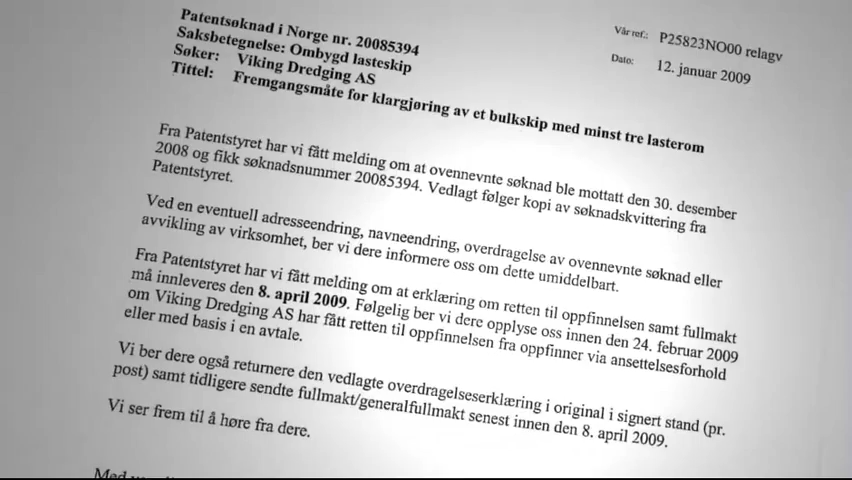 Patentsøknad i Norge nr. 20085394
Saksbetegnelse: Ombygd lasteskip
Søker: Viking Dredging AS
Tittel: Fremgangsmåte for klargjøring av et bulkskip med minst tre lasterom
Vår ref.: P25823NO00 relagv
Dato: 12. januar 2009
Fra Patentstyret har vi fått melding om at ovennevnte søknad ble mottatt den 30. desember
2008 og fikk søknadsnummer 20085394. Vedlagt følger kopi av søknadskvittering fra
Patentstyret.
Ved en eventuell adresseendring, navneendring, overdragelse av ovennevnte søknad eller
avvikling av virksomhet, ber vi dere informere oss om dette umiddelbart.
Fra Patentstyret har vi fått melding om at erklæring om retten til oppfinnelsen samt fullmakt
må innleveres den 8. april 2009. Følgelig ber vi dere opplyse oss innen den 24. februar 2009
om Viking Dredging AS har fått retten til oppfinnelsen fra oppfinner via ansettelsesforhold
eller med basis i en avtale.
Vi ber dere også returnere den vedlagte overdragelseserklæring i original i signert stand (pr.
post) samt tidligere sendte fullmakt/generalfullmakt senest innen den 8. april 2009.
Vi ser frem til å høre fra dere.
Med